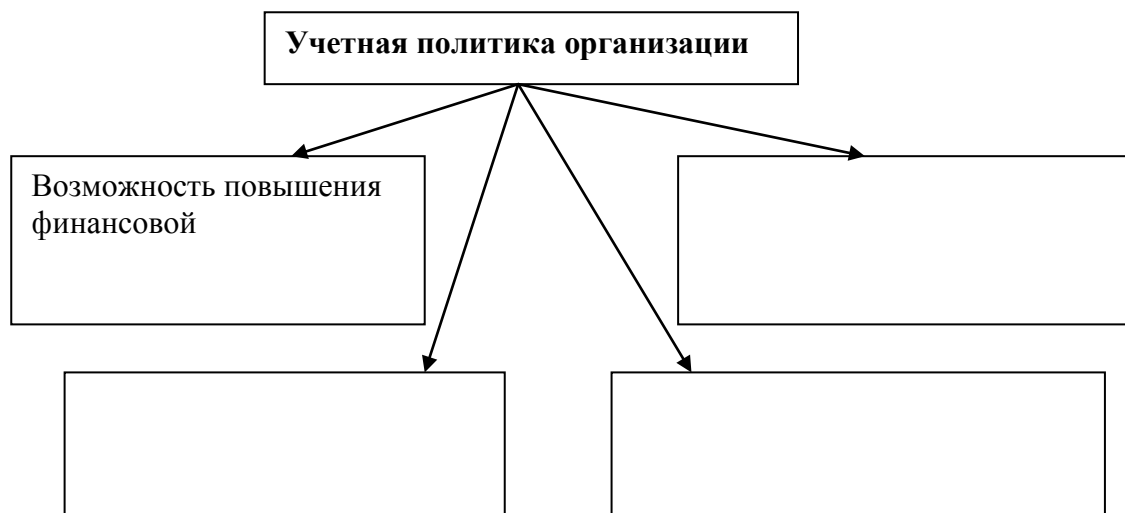 Учетная политика организации
Возможность повышения
финансовой